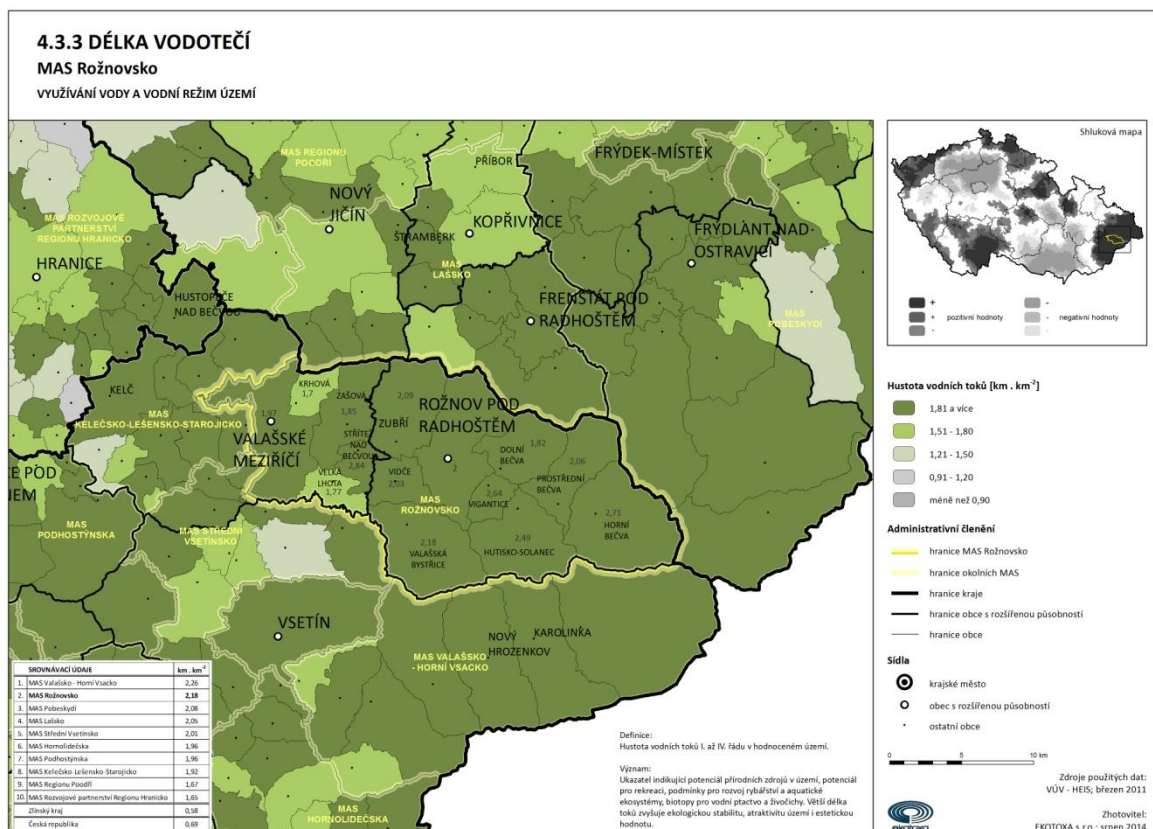 4.3.3 DÉLKA VODOTEČÍ
MAS Rožnovsko
VYUŽÍVÁNÍ VODY A VODNÍ REŽIM ÚZEMÍ
MAS REGIONU
POODŘÍ
PŘÍBOR
FRÝDEK-MÍSTEK
NOVÝ
JIČÍN
KOPŘIVNICE
ŠTRAMBERK
MAS
LAŠSKO
FRÝDLANT NAD
OSTRAVICÍ
MAS ROZVOJOVÉ
PARTNERSTVÍ
REGIONU HRANICKO
HRANICE
HUSTOPEČE
NAD BEČVOU
FRENŠTÁT POD
RADHOŠTĚM
MAS
POBESKYDÍ
KELČ
MAS
KELEČSKO-LEŠENSKO-STAROJICKO
KRHOVÁ
1,7
ZAŠOVÁ
1,85
2,09
ZUBŘÍ
ROŽNOV POD
RADHOŠTĚM
2
1,97
VALAŠSKÉ
MEZIŘÍČÍ
STŘÍTEŽ
NAD
BEČVOU
2,84
VELKÁ
LHOTA
1,77
VIDČE
2,03
1,82
DOLNÍ
BEČVA
2,06
PROSTŘEDNÍ
BEČVA
MAS
ROŽNOVSKO
2,64
VIGANTICE
2,71
HORNÍ
BEČVA
2,18
VALAŠSKÁ
BYSTŘICE
2,49
HUTISKO-SOLANEC
CE POD
NEM
MAS
PODHOSTÝNSKA
MAS STŘEDNÍ
VSETÍNSKO
VSETÍN
MAS VALAŠSKO
- HORNÍ VSACKO
NOVÝ
HROZENKOV
KAROLINKA
MAS
HORNOLIDEČSKA
SROVNÁVACÍ ÚDAJE km . km⁻²
1. MAS Valašsko - Horní Vsacko 2,26
2. MAS Rožnovsko 2,18
3. MAS Pobeskydí 2,08
4. MAS Lašsko 2,05
5. MAS Střední Vsetínsko 2,01
6. MAS Hornolidečska 1,96
7. MAS Podhostýnska 1,96
8. MAS Kelečsko-Lešensko-Starojicko 1,92
9. MAS Regionu Poodří 1,67
10. MAS Rozvojové partnerství Regionu Hranicko 1,65
Zlínský kraj 0,58
Česká republika 0,69
Definice:
Hustota vodních toků I. až IV. řádu v hodnoceném území.
Význam:
Ukazatel indikující potenciál přírodních zdrojů v území, potenciál
pro rekreaci, podmínky pro rozvoj rybářství a aquatické
ekosystémy, biotopy pro vodní ptactvo a živočichy. Větší délka
toků zvyšuje ekologickou stabilitu, atraktivitu území i estetickou
hodnotu.
Shluková mapa
+ -
+ pozitivní hodnoty - negativní hodnoty
- -
Hustota vodních toků [km . km⁻²]
1,81 a více
1,51 - 1,80
1,21 - 1,50
0,91 - 1,20
méně než 0,90
Administrativní členění
hranice MAS Rožnovsko
hranice okolních MAS
hranice kraje
hranice obce s rozšířenou působností
hranice obce
Sídla
krajské město
obec s rozšířenou působností
ostatní obce
0 5 10 km
Zdroje použitých dat:
VÚV - HEIS; březen 2011
Zhotovitel:
EKOTOXA s.r.o.; srpen 2014
ekotoxa